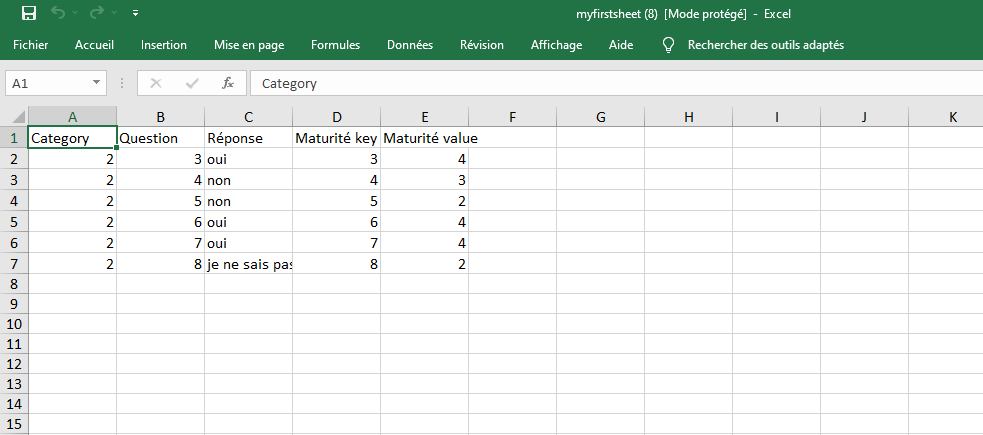 myfirstsheet (8) [Mode protégé] - Excel
Fichier Accueil Insertion Mise en page Formules Données Révision Affichage Aide Rechercher des outils adaptés
A1 fx Category
A B C D E F G H I J K
1 Category Question Réponse Maturité key Maturité value
2 2 3 oui 3 4
3 2 4 non 4 3
4 2 5 non 5 2
5 2 6 oui 6 4
6 2 7 oui 7 4
7 2 8 je ne sais pas 8 2
8
9
10
11
12
13
14
15